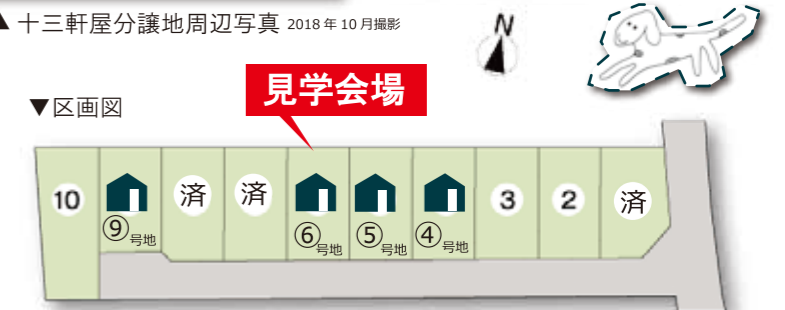 ▲十三軒屋分譲地周辺写真 2018年10月撮影
N
見学会場
▼区画図
10 済 済 3 2 済
⑨号地 ⑥号地 ⑤号地 ④号地